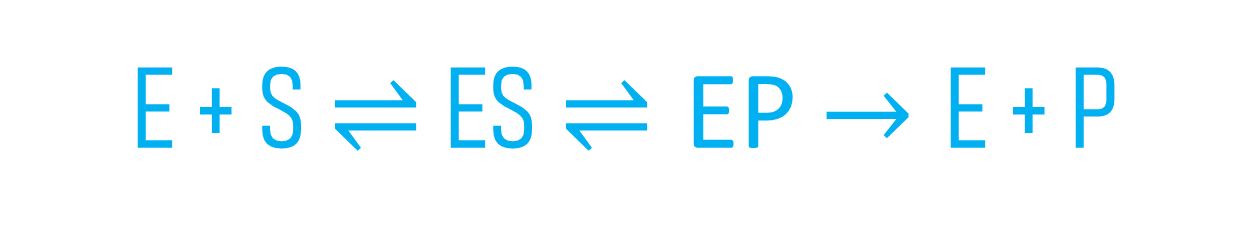 E + S ⇌ ES ⇌ EP → E + P